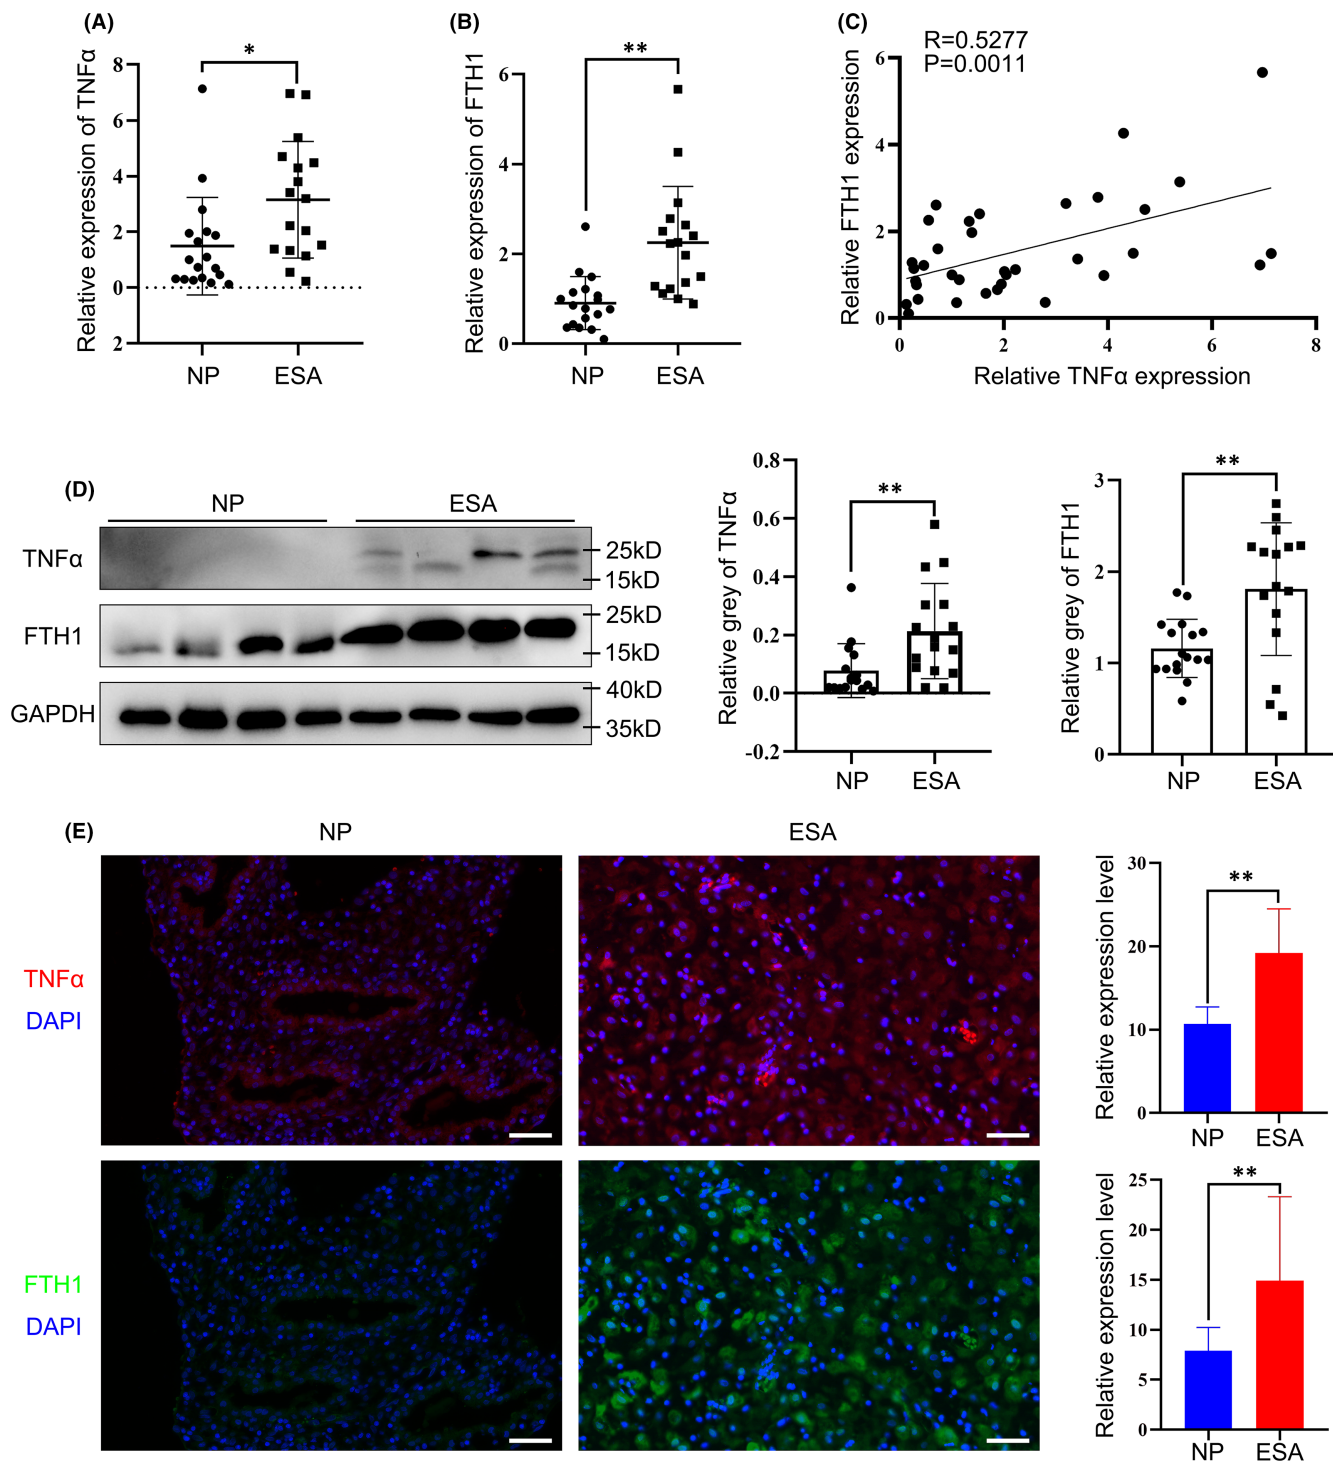 (A)
Relative expression of TNFα
8
6
4
2
0
2
*
NP
ESA
(B)
Relative expression of FTH1
6
4
2
0
**
NP
ESA
(C)
R=0.5277
P=0.0011
Relative FTH1 expression
6
4
2
0
0
2
4
6
8
Relative TNFα expression
(D)
NP
ESA
TNFα
25kD
15kD
FTH1
25kD
15kD
GAPDH
40kD
35kD
Relative grey of TNFα
0.8
0.6
0.4
0.2
0.0
-0.2
**
NP
ESA
Relative grey of FTH1
3
2
1
0
**
NP
ESA
(E)
NP
ESA
TNFα
DAPI
Relative expression level
30
20
10
0
**
NP
ESA
FTH1
DAPI
Relative expression level
25
20
15
10
5
0
**
NP
ESA